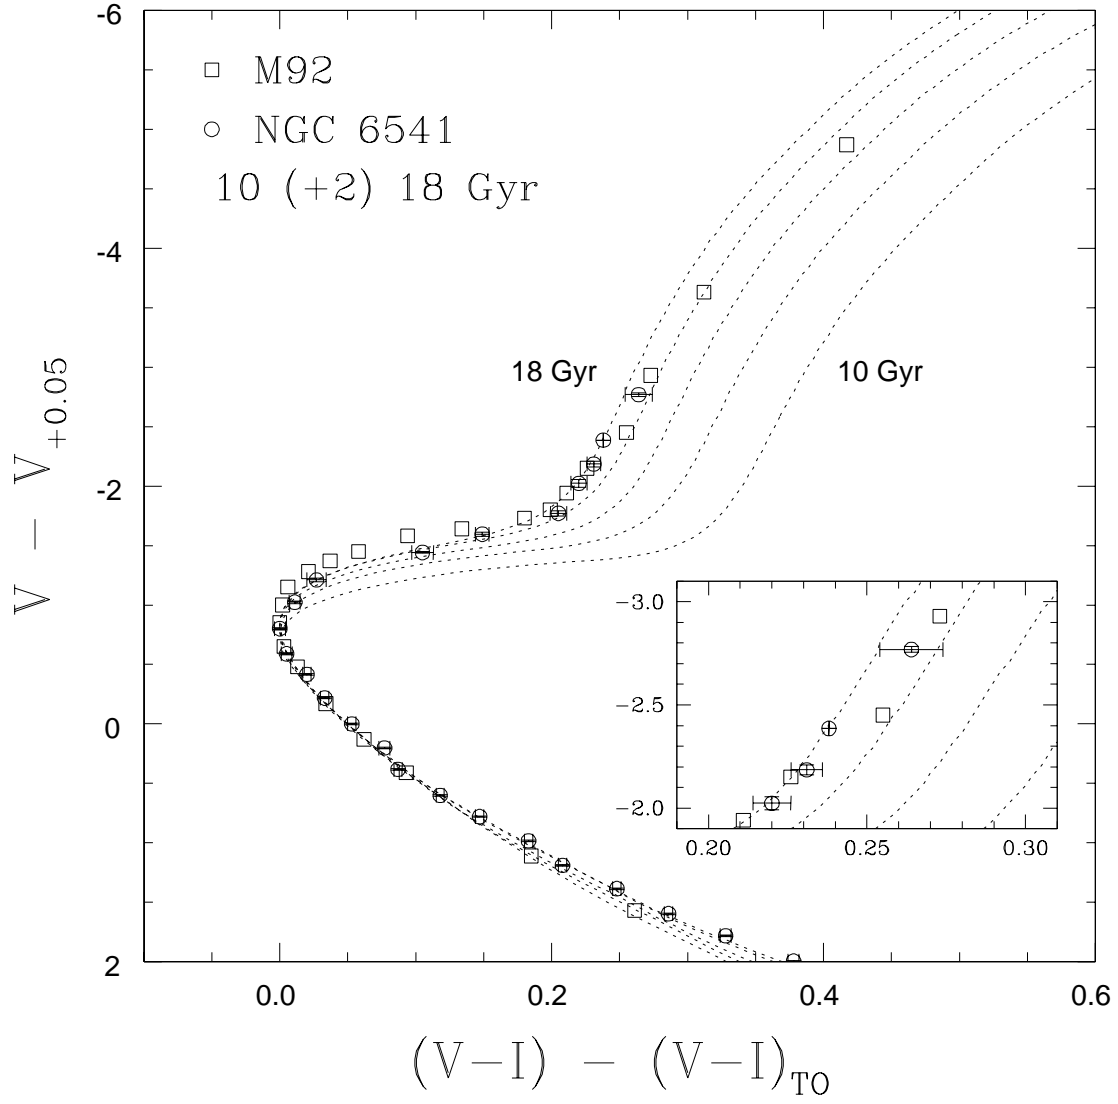 -6
M92
NGC 6541
10 (+2) 18 Gyr
-4
18 Gyr
10 Gyr
V − V+0.05
-2
−3.0
−2.5
−2.0
0.20 0.25 0.30
0
2
0.0 0.2 0.4 0.6
(V−I) − (V−I)TO